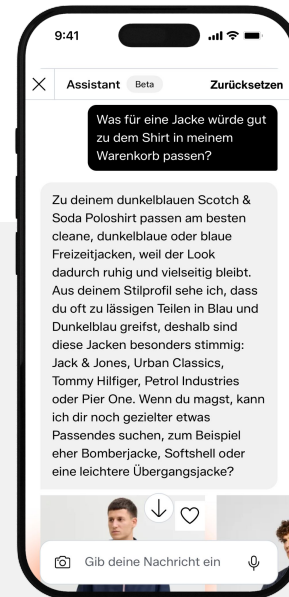 9:41
Assistant Beta Zurücksetzen
Was für eine Jacke würde gut
zu dem Shirt in meinem
Warenkorb passen?
Zu deinem dunkelblauen Scotch &
Soda Poloshirt passen am besten
cleane, dunkelblaue oder blaue
Freizeitjacken, weil der Look
dadurch ruhig und vielseitig bleibt.
Aus deinem Stilprofil sehe ich, dass
du oft zu lässigen Teilen in Blau und
Dunkelblau greifst, deshalb sind
diese Jacken besonders stimmig:
Jack & Jones, Urban Classics,
Tommy Hilfiger, Petrol Industries
oder Pier One. Wenn du magst, kann
ich dir noch gezielter etwas
Passendes suchen, zum Beispiel
eher Bomberjacke, Softshell oder
eine leichtere Übergangsjacke?
Gib deine Nachricht ein